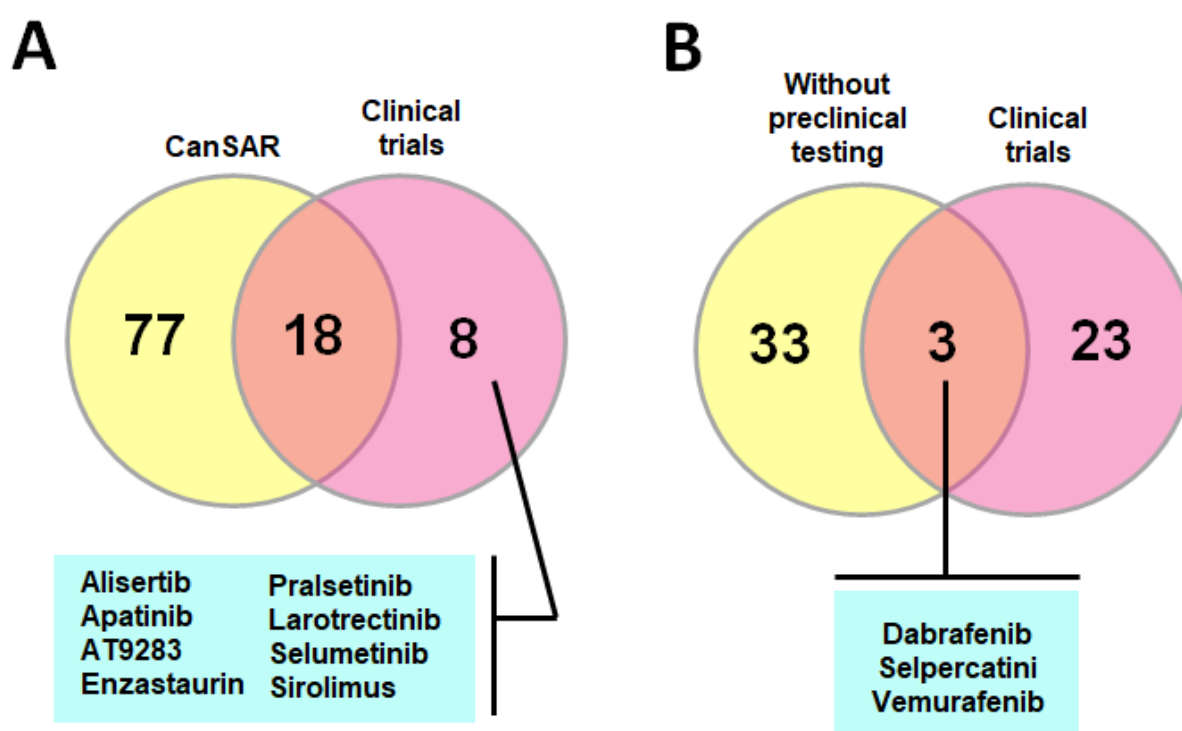 A
CanSAR
Clinical
trials
77
18
8
Alisertib
Apatinib
AT9283
Enzastaurin
Pralsetinib
Larotrectinib
Selumetinib
Sirolimus
B
Without
preclinical
testing
Clinical
trials
33
3
23
Dabrafenib
Selpercatini
Vemurafenib